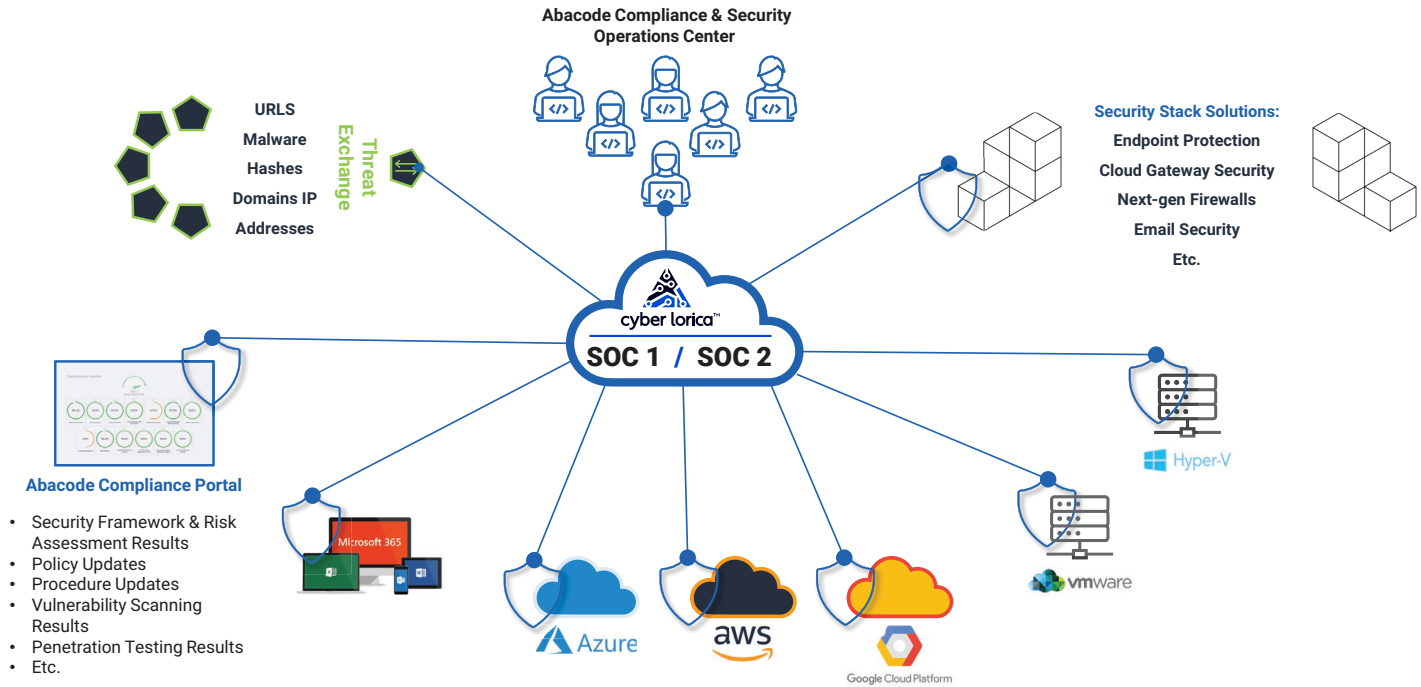 Abacode Compliance & Security
Operations Center
</>
</>
</>
</>
</>
</>
URLS
Malware
Hashes
Domains IP
Addresses
Threat
Exchange
Security Stack Solutions:
Endpoint Protection
Cloud Gateway Security
Next-gen Firewalls
Email Security
Etc.
cyber lorica™
SOC 1 / SOC 2
Abacode Compliance Portal
• Security Framework & Risk
Assessment Results
• Policy Updates
• Procedure Updates
• Vulnerability Scanning
Results
• Penetration Testing Results
• Etc.
Microsoft 365
Azure
aws
Google Cloud Platform
vmware
Hyper-V